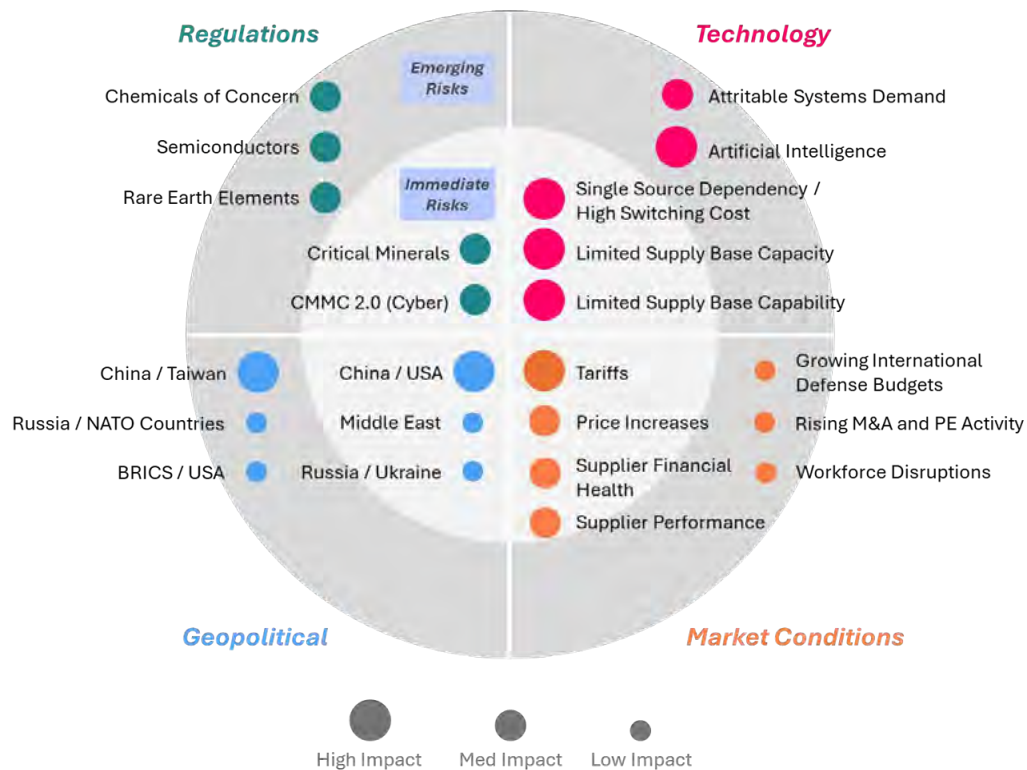 Regulations
Technology
Emerging
Risks
Chemicals of Concern
Attritable Systems Demand
Semiconductors
Artificial Intelligence
Immediate
Risks
Rare Earth Elements
Single Source Dependency /
High Switching Cost
Critical Minerals
Limited Supply Base Capacity
CMMC 2.0 (Cyber)
Limited Supply Base Capability
China / Taiwan
China / USA
Tariffs
Growing International
Defense Budgets
Russia / NATO Countries
Middle East
Price Increases
Rising M&A and PE Activity
BRICS / USA
Russia / Ukraine
Supplier Financial
Health
Workforce Disruptions
Supplier Performance
Geopolitical
Market Conditions
High Impact
Med Impact
Low Impact